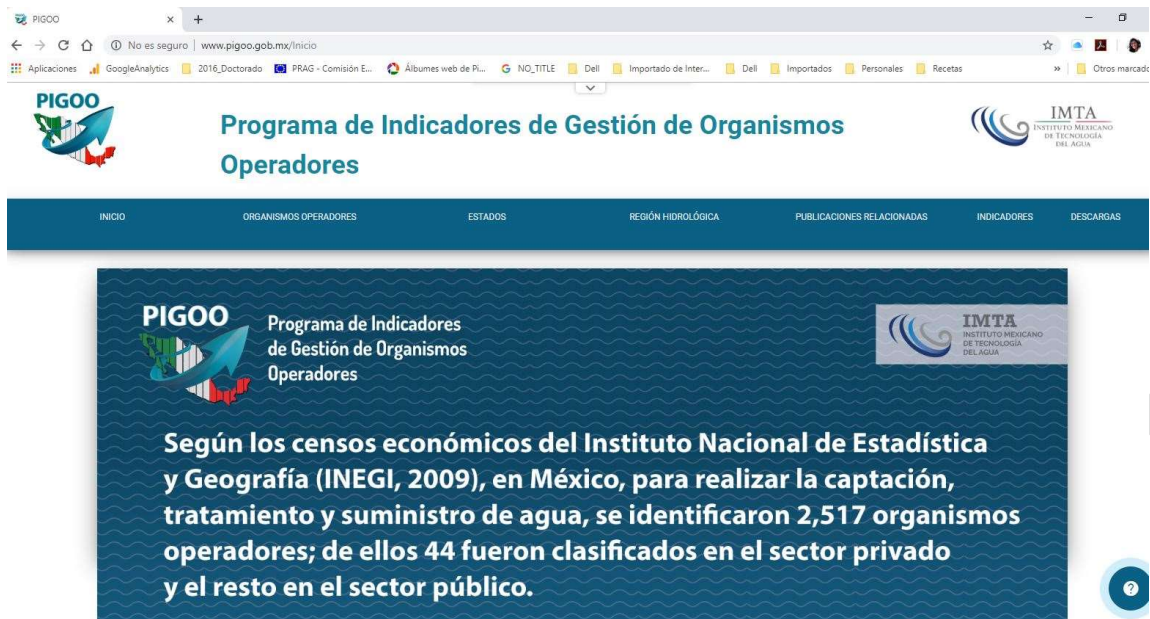 PIGOO
No es seguro | www.pigoo.gob.mx/Inicio
Aplicaciones GoogleAnalytics 2016_Doctorado PRAG - Comisión E... Álbumes web de Pi... NO_TITLE Dell Importado de Inter... Dell Importados Personales Recetas » Otros marcado
PIGOO
Programa de Indicadores de Gestión de Organismos
Operadores
IMTA
INSTITUTO MEXICANO
DE TECNOLOGÍA
DEL AGUA
INICIO ORGANISMOS OPERADORES ESTADOS REGIÓN HIDROLÓGICA PUBLICACIONES RELACIONADAS INDICADORES DESCARGAS
PIGOO
Programa de Indicadores
de Gestión de Organismos
Operadores
IMTA
INSTITUTO MEXICANO
DE TECNOLOGÍA
DEL AGUA
Según los censos económicos del Instituto Nacional de Estadística
y Geografía (INEGI, 2009), en México, para realizar la captación,
tratamiento y suministro de agua, se identificaron 2,517 organismos
operadores; de ellos 44 fueron clasificados en el sector privado
y el resto en el sector público.